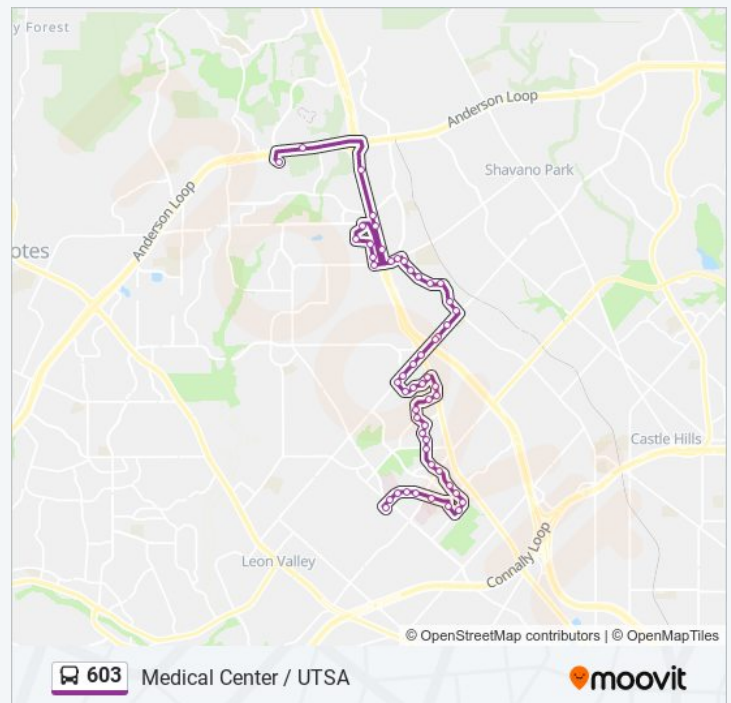 y Forest
Anderson Loop
Shavano Park
Anderson Loop
otes
Castle Hills
Connally Loop
Leon Valley
© OpenStreetMap contributors | © OpenMapTiles
603 Medical Center / UTSA
moovit